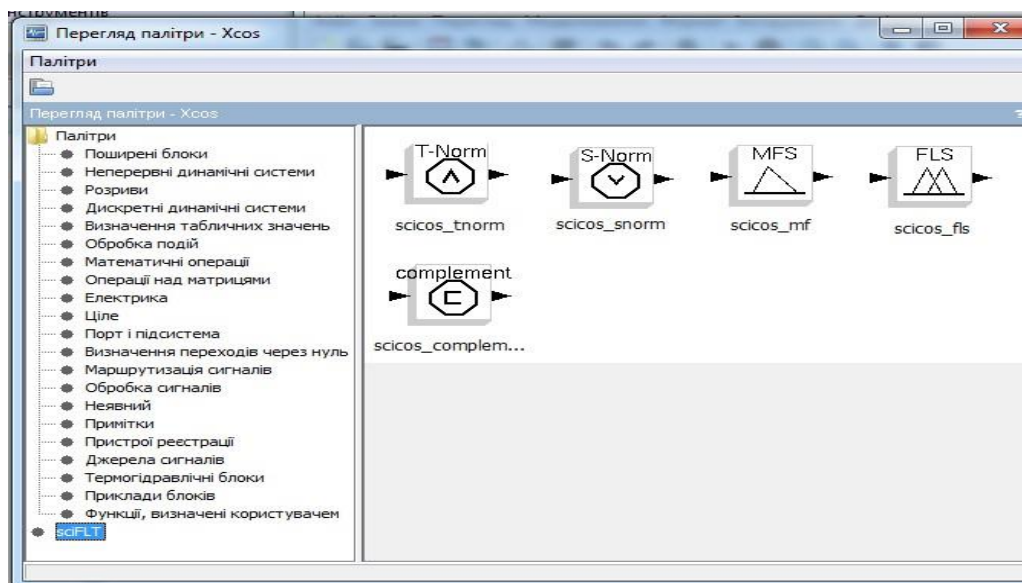 нструментів
Перегляд палітри - Xcos
Палітри
Перегляд палітри - Xcos
Палітри
Поширені блоки
Неперервні динамічні системи
Розриви
Дискретні динамічні системи
Визначення табличних значень
Обробка подій
Математичні операції
Операції над матрицями
Електрика
Ціле
Порт і підсистема
Визначення переходів через нуль
Маршрутизація сигналів
Обробка сигналів
Неявний
Примітки
Пристрої реєстрації
Джерела сигналів
Термогідравлічні блоки
Приклади блоків
Функції, визначені користувачем
sciFLT
T-Norm S-Norm MFS FLS
scicos_tnorm scicos_snorm scicos_mf scicos_fls
complement
C
scicos_complem...